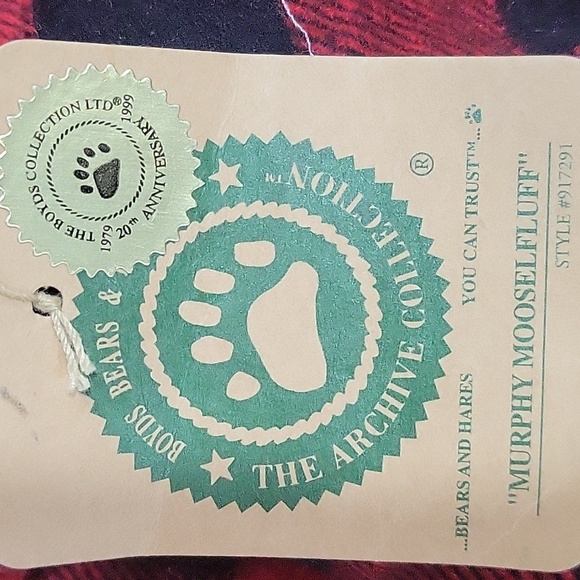 THE BOYDS COLLECTION LTD®
1979 1999
20th ANNIVERSARY
BOYDS BEARS &
THE ARCHIVE COLLECTION™
®
...BEARS AND HARES YOU CAN TRUST™...
"MURPHY MOOSELFLUFF"
STYLE #917291